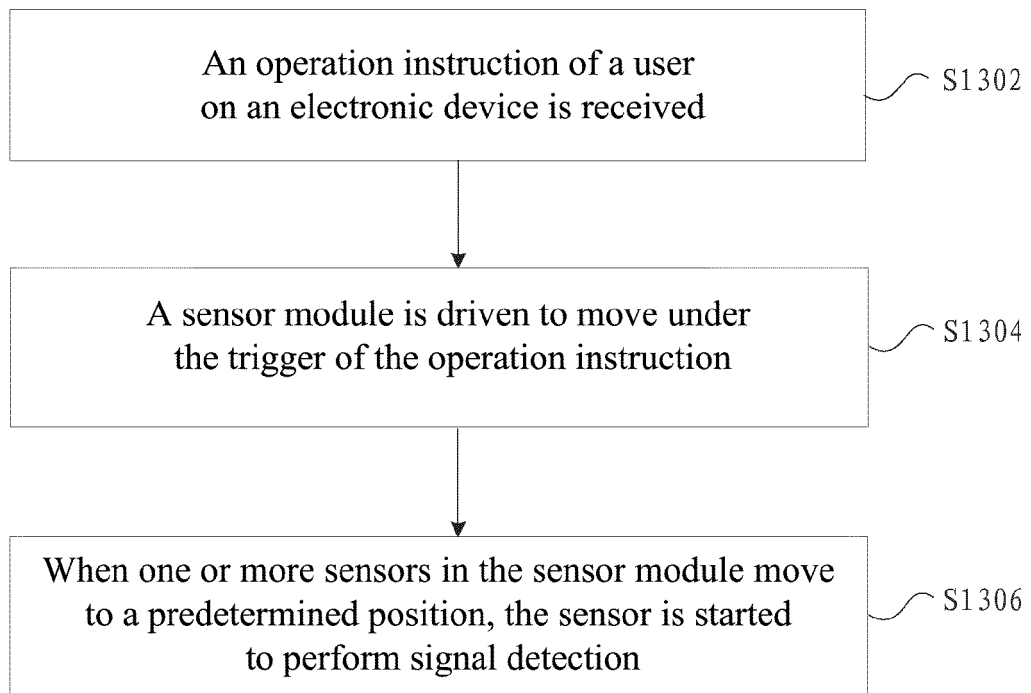 An operation instruction of a user
on an electronic device is received
S1302
A sensor module is driven to move under
the trigger of the operation instruction
S1304
When one or more sensors in the sensor module move
to a predetermined position, the sensor is started
to perform signal detection
S1306